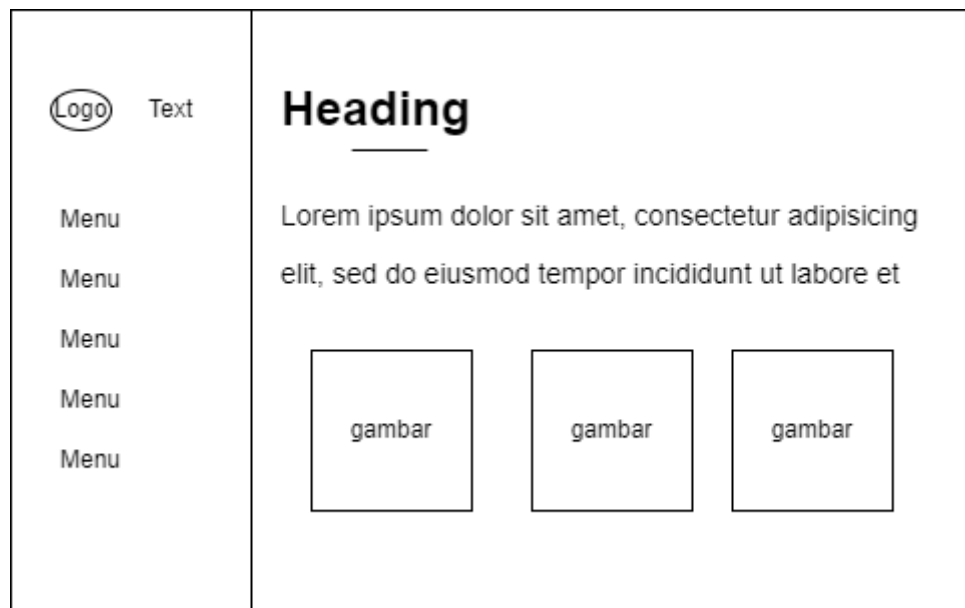 Logo Text
Menu
Menu
Menu
Menu
Menu
Heading
Lorem ipsum dolor sit amet, consectetur adipisicing
elit, sed do eiusmod tempor incididunt ut labore et
gambar gambar gambar